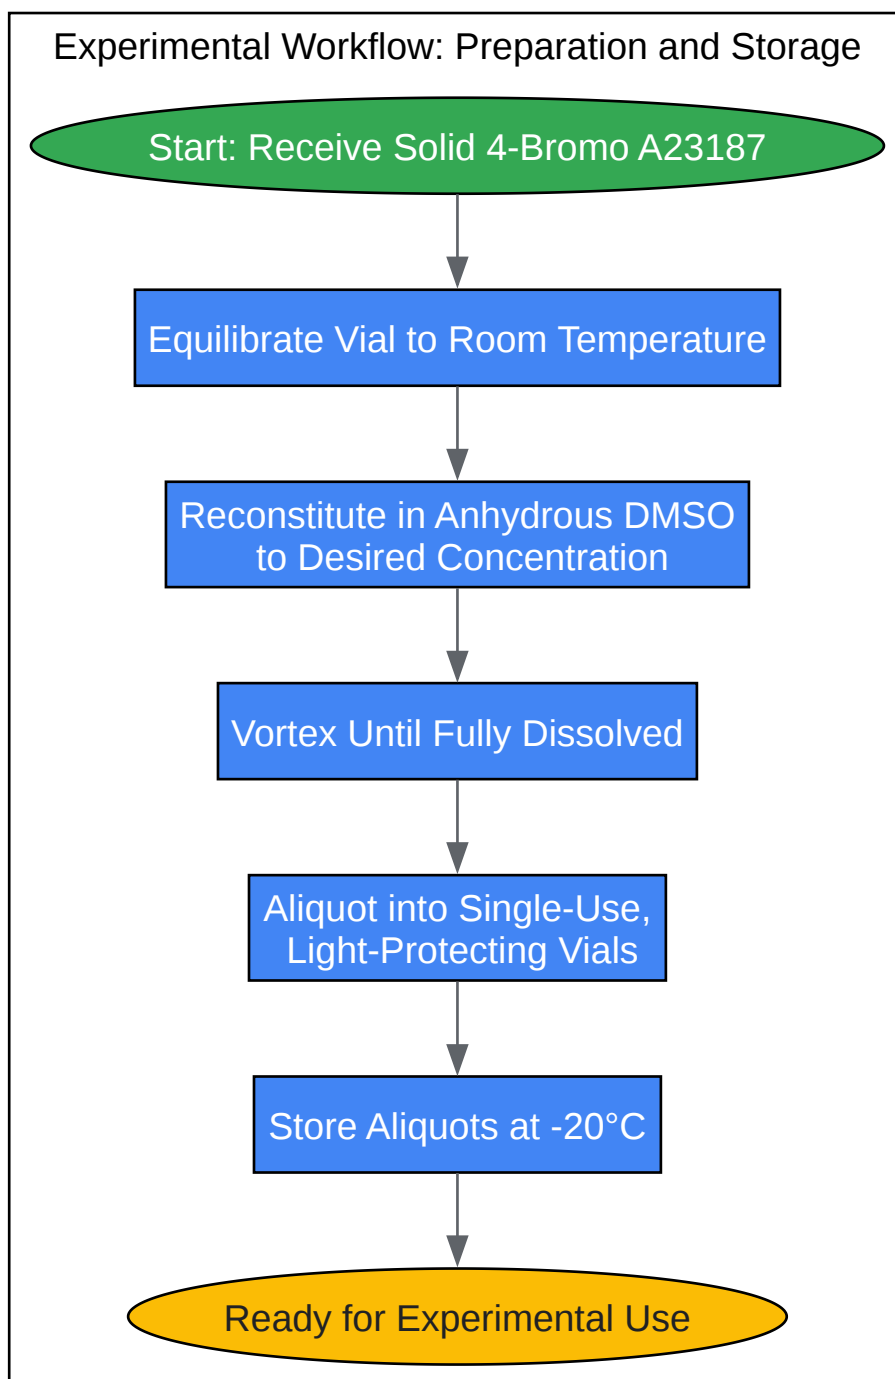 Experimental Workflow: Preparation and Storage
Start: Receive Solid 4-Bromo A23187
Equilibrate Vial to Room Temperature
Reconstitute in Anhydrous DMSO
to Desired Concentration
Vortex Until Fully Dissolved
Aliquot into Single-Use,
Light-Protecting Vials
Store Aliquots at -20°C
Ready for Experimental Use